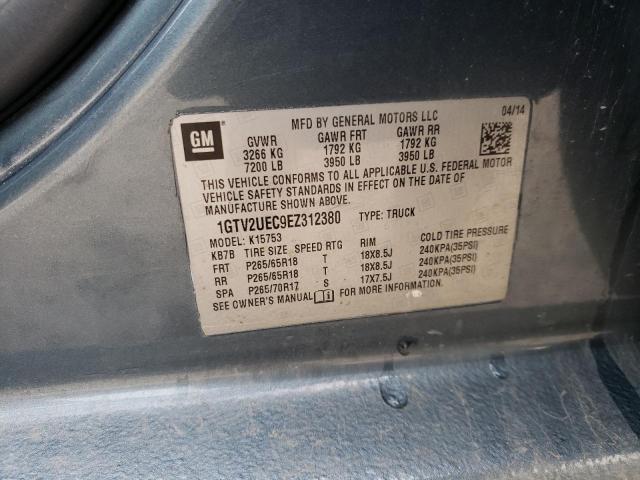 MFD BY GENERAL MOTORS LLC 04/14
GM
GVWR GAWR FRT GAWR RR
3266 KG 1792 KG 1792 KG
7200 LB 3950 LB 3950 LB
THIS VEHICLE CONFORMS TO ALL APPLICABLE U.S. FEDERAL MOTOR
VEHICLE SAFETY STANDARDS IN EFFECT ON THE DATE OF
MANUFACTURE SHOWN ABOVE.
1GTV2UEC9EZ312380 TYPE: TRUCK
MODEL: K15753
KB7B TIRE SIZE SPEED RTG RIM COLD TIRE PRESSURE
FRT P265/65R18 T 18X8.5J 240KPA(35PSI)
RR P265/65R18 T 18X8.5J 240KPA(35PSI)
SPA P265/70R17 S 17X7.5J 240KPA(35PSI)
SEE OWNER'S MANUAL FOR MORE INFORMATION.